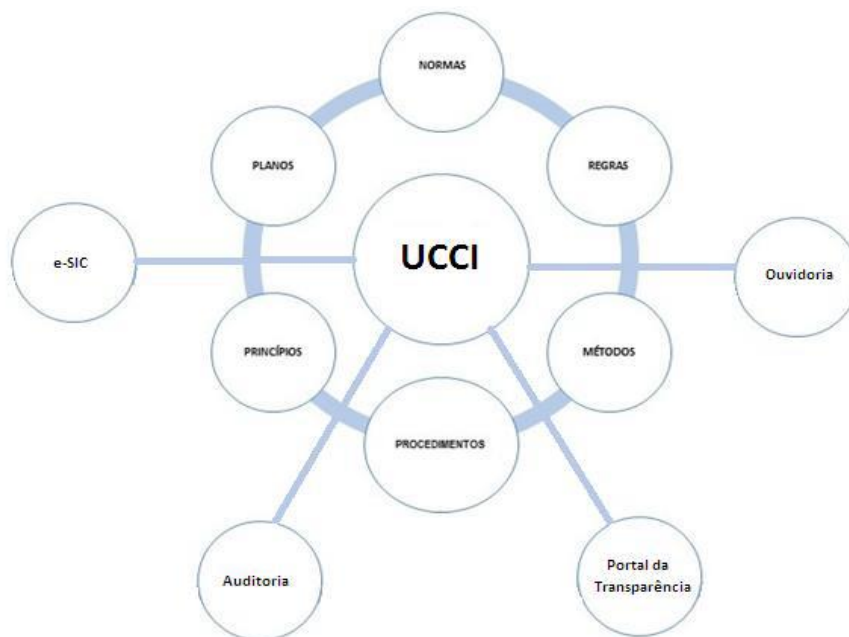 NORMAS
PLANOS
REGRAS
UCCI
e-SIC
Ouvidoria
PRINCÍPIOS
MÉTODOS
PROCEDIMENTOS
Auditoria
Portal da
Transparência